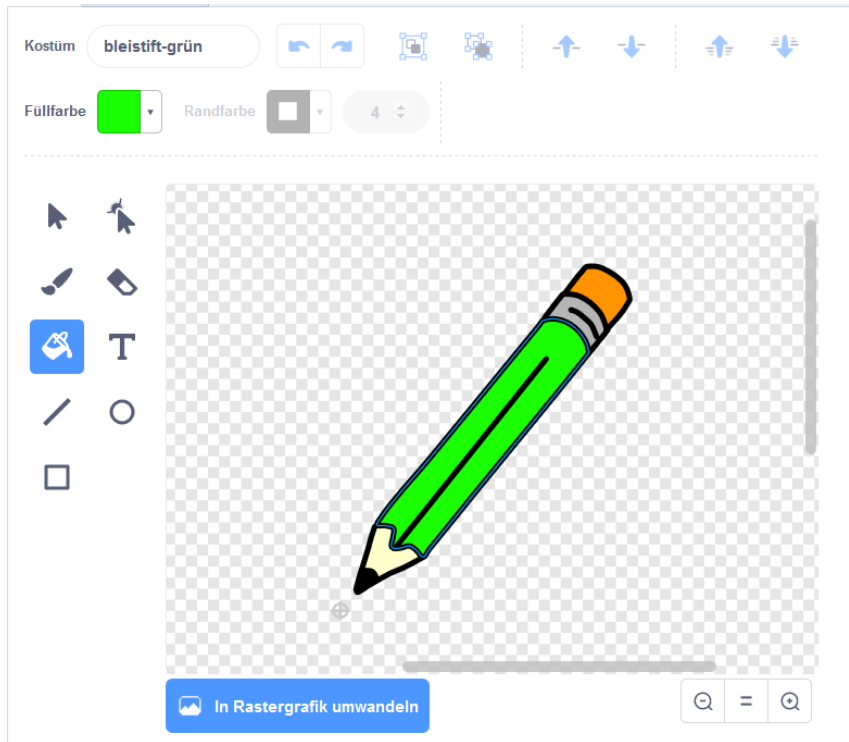 Kostüm bleistift-grün
Füllfarbe Randfarbe 4
T
In Rastergrafik umwandeln